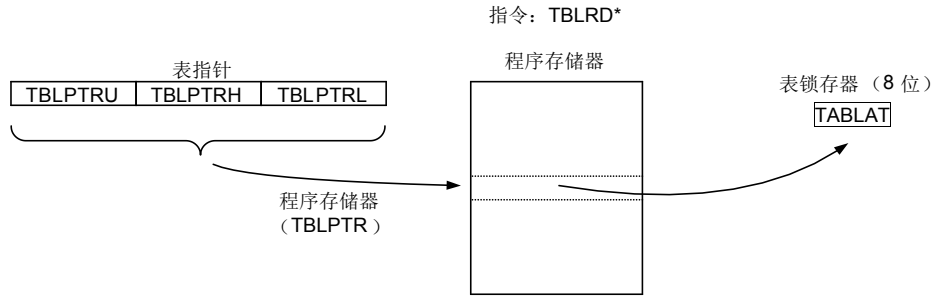 指令：TBLRD*
程序存储器
表指针
表锁存器（8 位）
TBLPTRU TBLPTRH TBLPTRL
TABLAT
程序存储器
（TBLPTR）